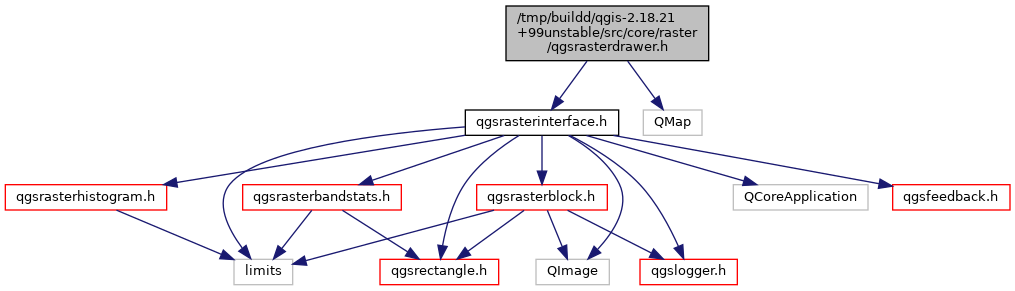 /tmp/buildd/qgis-2.18.21
+99unstable/src/core/raster
/qgsrasterdrawer.h
qgsrasterinterface.h
QMap
qgsrasterhistogram.h
qgsrasterbandstats.h
qgsrasterblock.h
QCoreApplication
qgsfeedback.h
limits
qgsrectangle.h
QImage
qgslogger.h